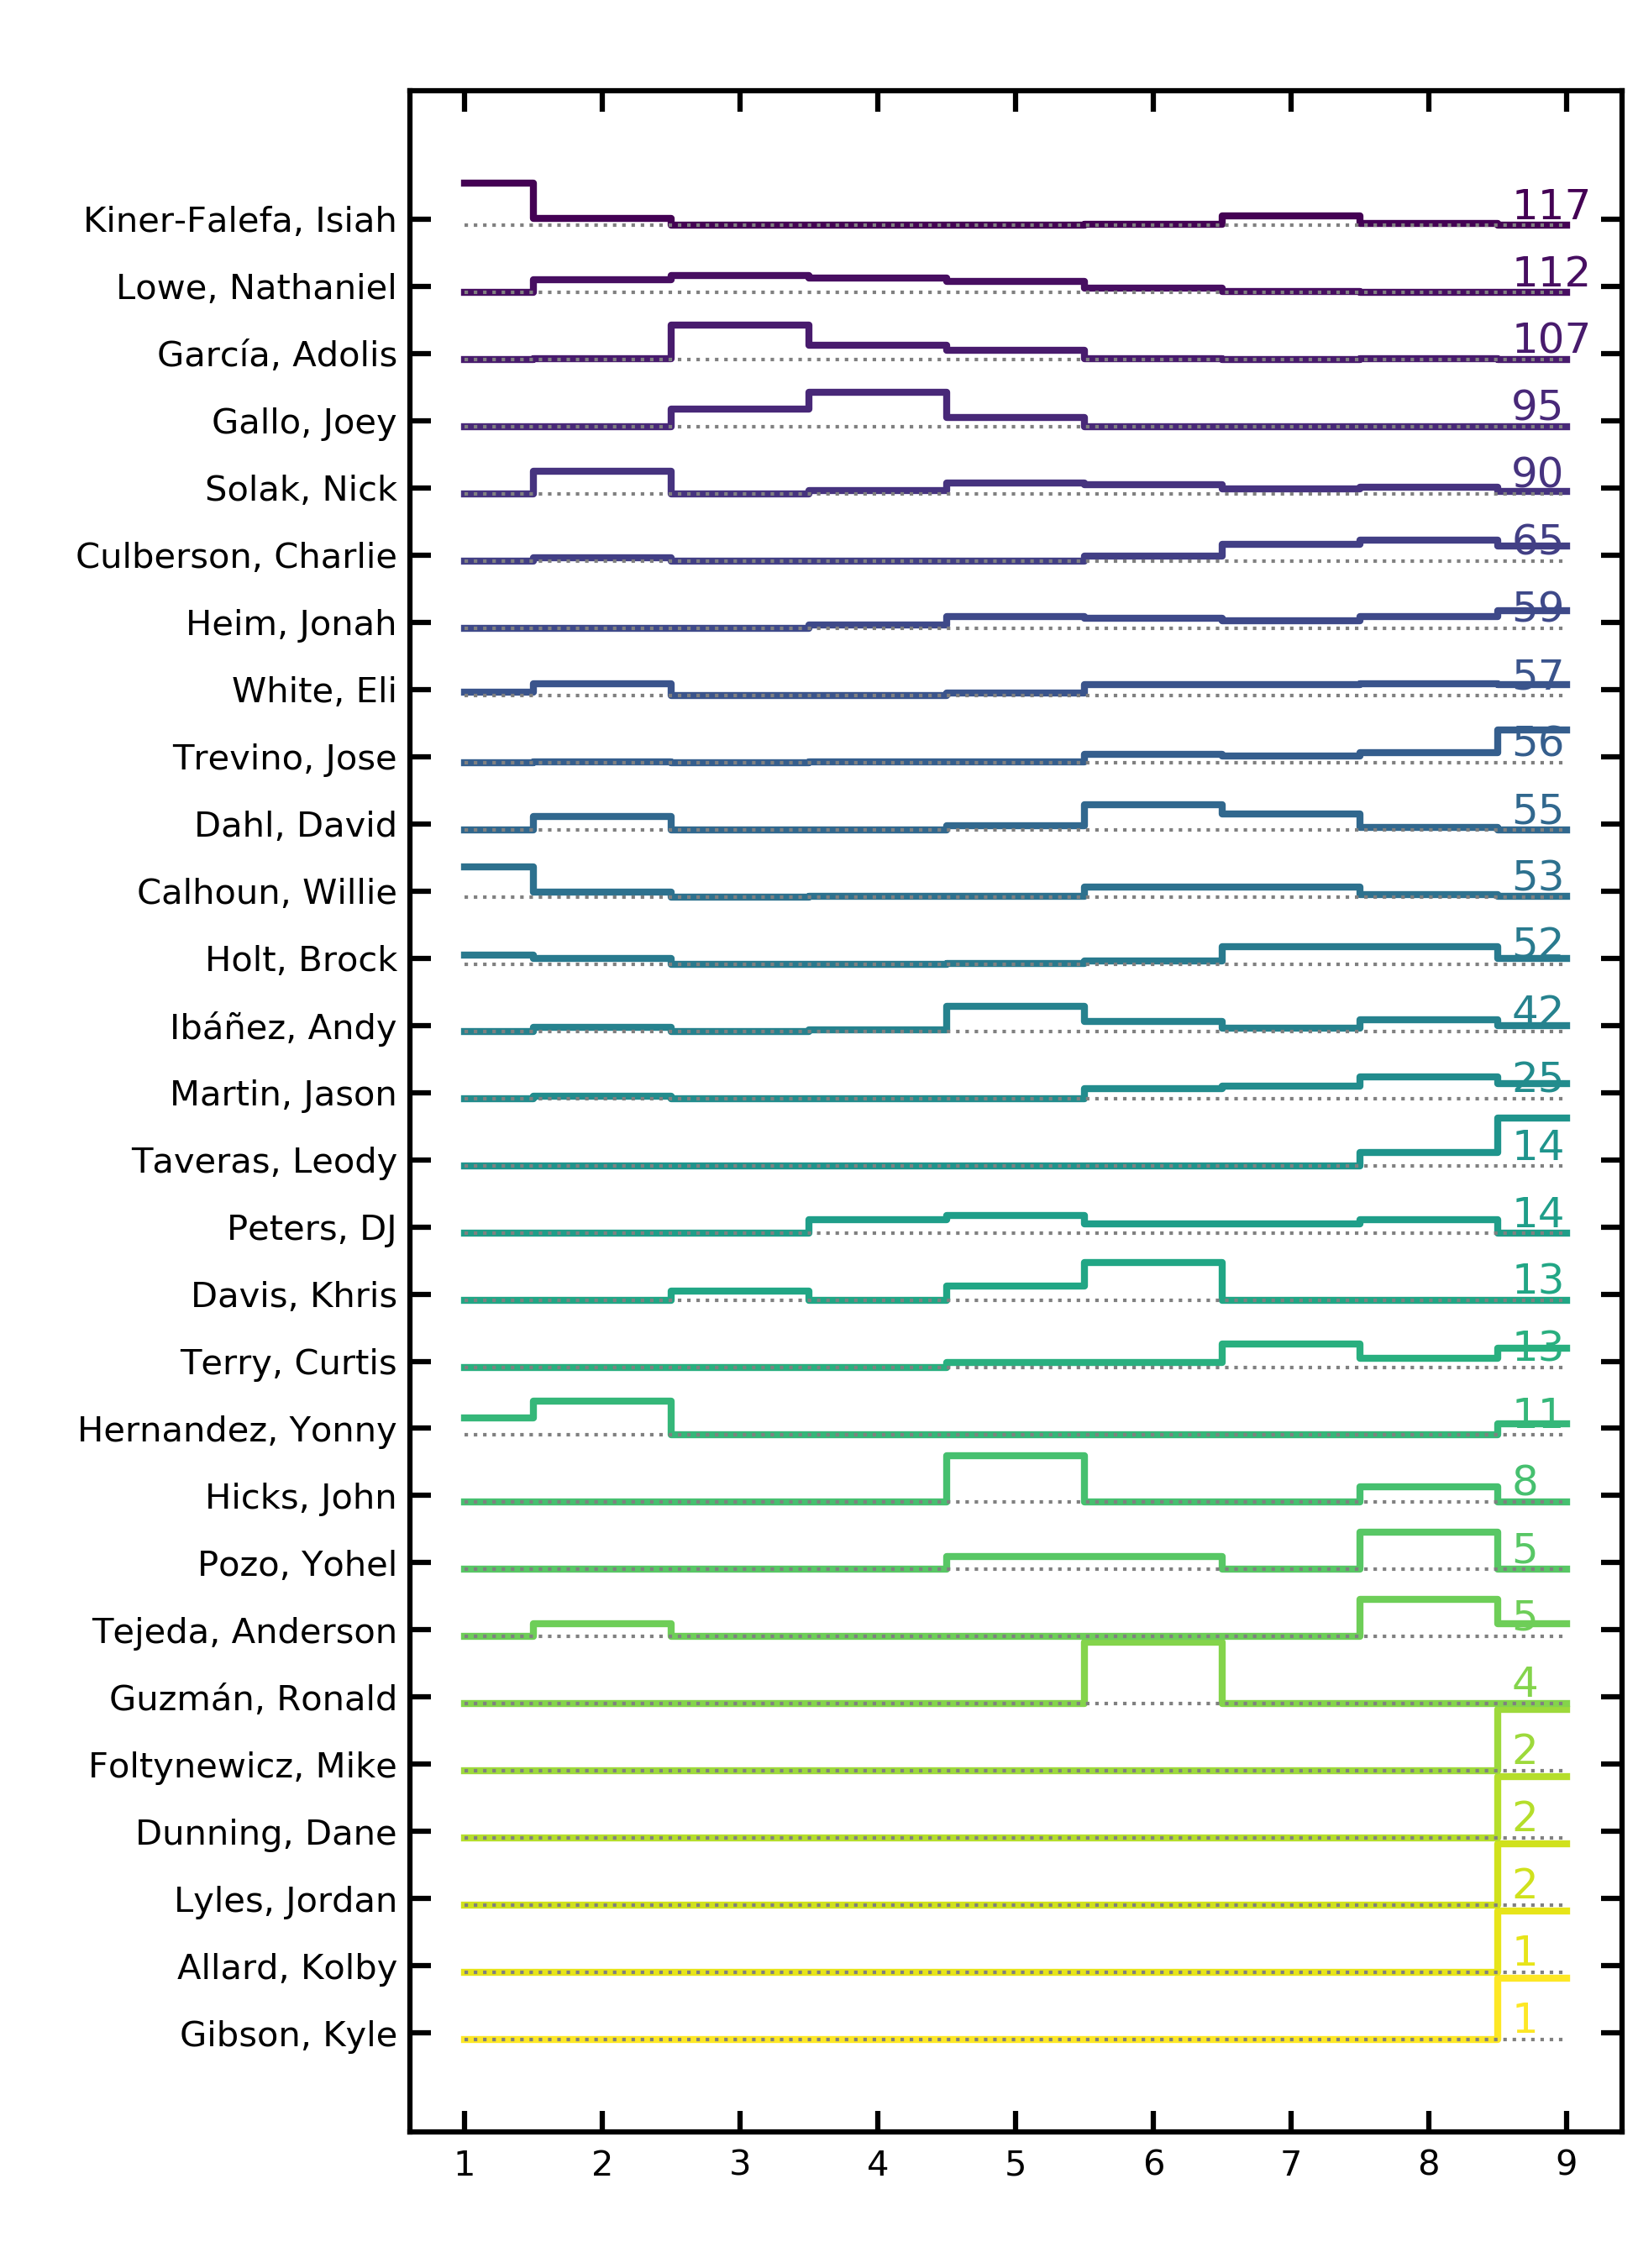 Kiner-Falefa, Isiah 117
Lowe, Nathaniel 112
García, Adolis 107
Gallo, Joey 95
Solak, Nick 90
Culberson, Charlie 65
Heim, Jonah 59
White, Eli 57
Trevino, Jose 56
Dahl, David 55
Calhoun, Willie 53
Holt, Brock 52
Ibáñez, Andy 42
Martin, Jason 25
Taveras, Leody 14
Peters, DJ 14
Davis, Khris 13
Terry, Curtis 13
Hernandez, Yonny 11
Hicks, John 8
Pozo, Yohel 5
Tejeda, Anderson 5
Guzmán, Ronald 4
Foltynewicz, Mike 2
Dunning, Dane 2
Lyles, Jordan 2
Allard, Kolby 1
Gibson, Kyle 1
1 2 3 4 5 6 7 8 9